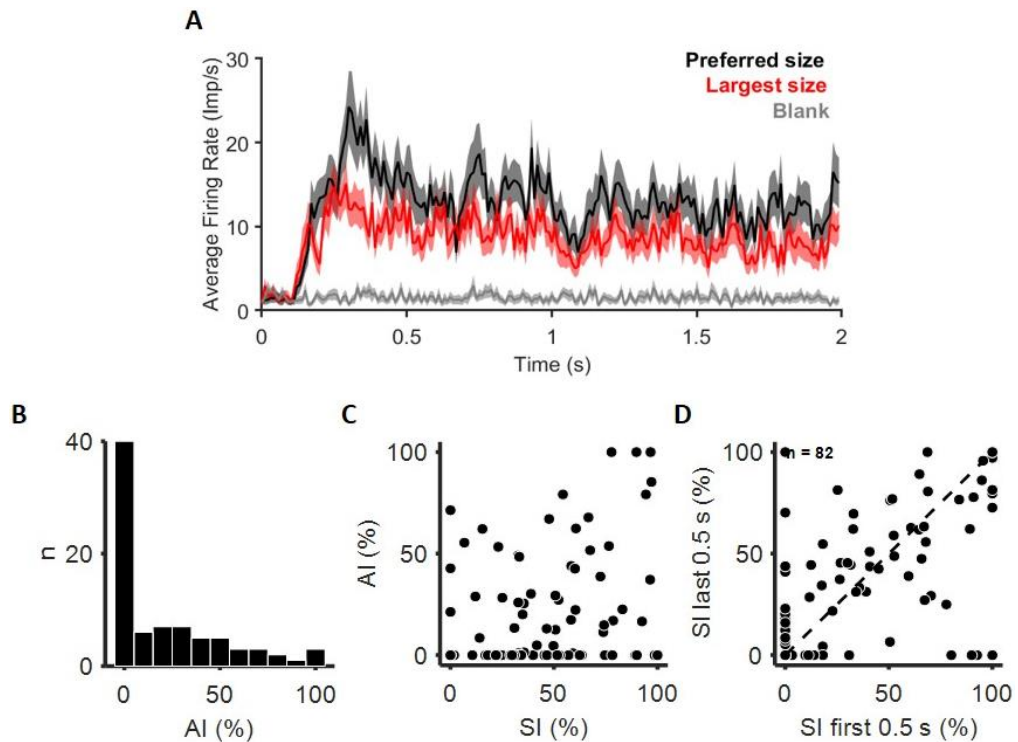 A
Average Firing Rate (Imp/s)
30
20
10
0
Preferred size
Largest size
Blank
0 0.5 1 1.5 2
Time (s)
B
n
40
20
0
0 50 100
AI (%)
C
AI (%)
100
50
0
0 50 100
SI (%)
D
SI last 0.5 s (%)
100
50
0
n = 82
0 50 100
SI first 0.5 s (%)